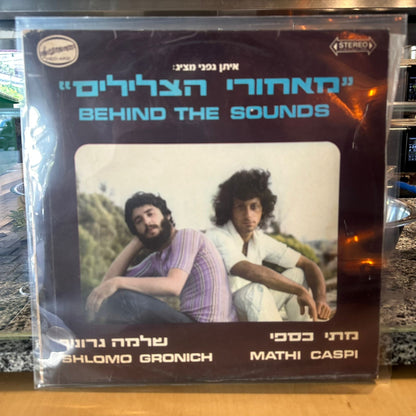 STEREO
איתן גפני מציג:
"מאחורי הצלילים"
BEHIND THE SOUNDS
מתי כספי
שלמה גרוניך
SHLOMO GRONICH
MATHI CASPI